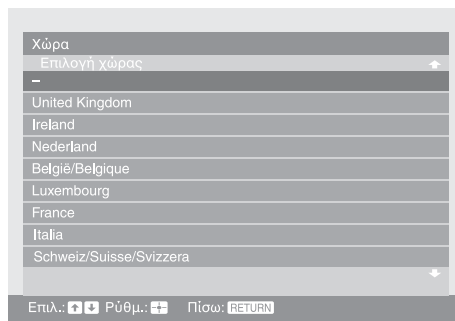 Χώρα
Επιλογή χώρας
–
United Kingdom
Ireland
Nederland
België/Belgique
Luxembourg
France
Italia
Schweiz/Suisse/Svizzera
Επιλ.: Ρύθμ.: Πίσω: RETURN